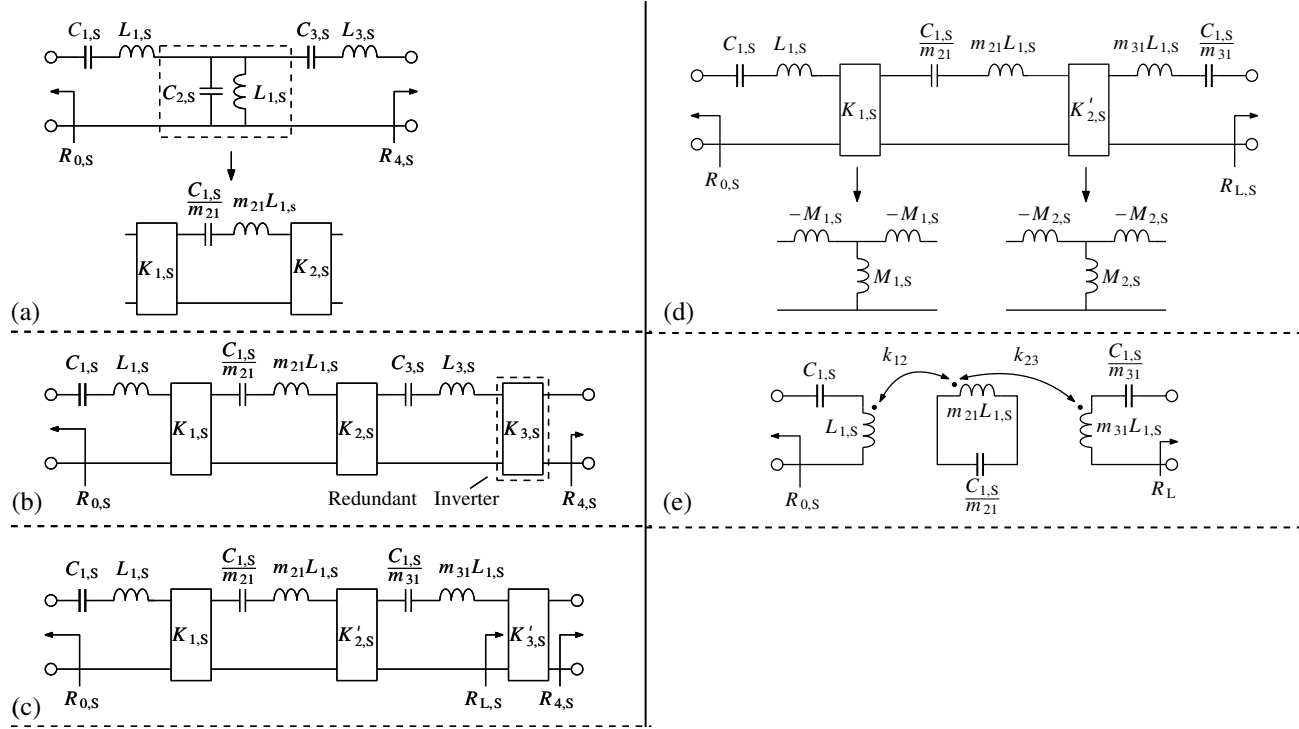 C1,S L1,S C3,S L3,S
C2,S L1,S
R0,S R4,S
C1,S/m21 m21L1,s
K1,S K2,S
(a)
C1,S L1,S C1,S/m21 m21L1,S C3,S L3,S
K1,S K2,S K3,S
Redundant Inverter
R0,S R4,S
(b)
C1,S L1,S C1,S/m21 m21L1,S C1,S/m31 m31L1,S
K1,S K′2,S K′3,S
R0,S RL,S R4,S
(c)
C1,S L1,S C1,S/m21 m21L1,S m31L1,S C1,S/m31
K1,S K′2,S
R0,S RL,S
−M1,S −M1,S −M2,S −M2,S
M1,S M2,S
(d)
k12 k23
C1,S C1,S/m31
L1,S m21L1,S m31L1,S
C1,S/m21
R0,S RL
(e)